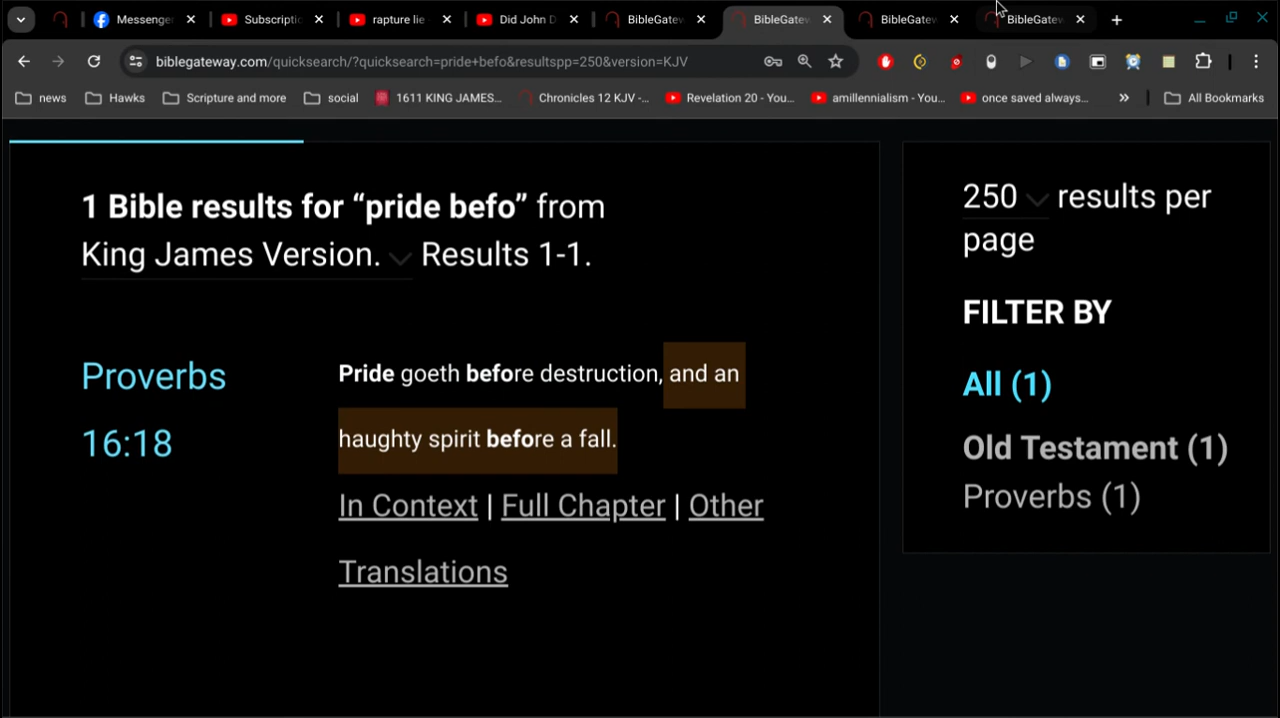 Messenger
Subscriptio
rapture lie -
Did John D
BibleGatew
BibleGatew
BibleGatew
BibleGatew
biblegateway.com/quicksearch/?quicksearch=pride+befo&resultspp=250&version=KJV
news
Hawks
Scripture and more
social
1611 KING JAMES...
Chronicles 12 KJV -...
Revelation 20 - You...
amillennialism - You...
once saved always...
»
All Bookmarks
1 Bible results for “pride befo” from
King James Version. Results 1-1.
Proverbs
16:18
Pride goeth before destruction, and an
haughty spirit before a fall.
In Context | Full Chapter | Other
Translations
250 results per
page
FILTER BY
All (1)
Old Testament (1)
Proverbs (1)